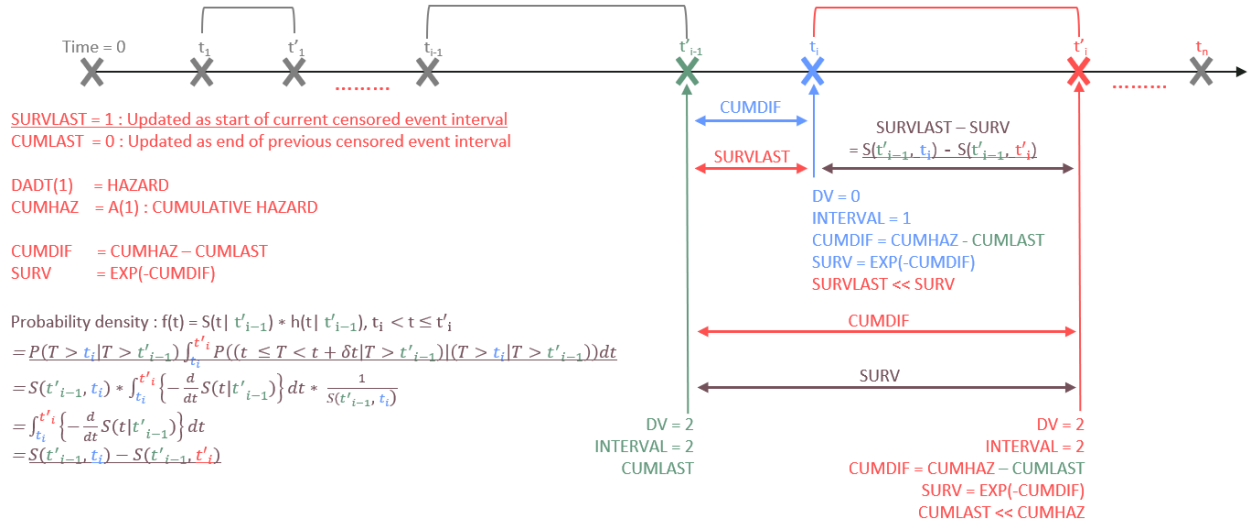 Time = 0 t₁ t'₁ tᵢ₋₁ t'ᵢ₋₁ tᵢ t'ᵢ tₙ
......... .........
SURVLAST = 1 : Updated as start of current censored event interval
CUMLAST = 0 : Updated as end of previous censored event interval
DADT(1) = HAZARD
CUMHAZ = A(1) : CUMULATIVE HAZARD
CUMDIF = CUMHAZ – CUMLAST
SURV = EXP(-CUMDIF)
Probability density : f(t) = S(t| t'ᵢ₋₁) * h(t| t'ᵢ₋₁), tᵢ < t ≤ t'ᵢ
= P(T > tᵢ|T > t'ᵢ₋₁) ∫_{tᵢ}^{t'ᵢ} P((t ≤ T < t + δt|T > t'ᵢ₋₁)|(T > tᵢ|T > t'ᵢ₋₁))dt
= S(t'ᵢ₋₁, tᵢ) * ∫_{tᵢ}^{t'ᵢ} {− d/dt S(t|t'ᵢ₋₁)} dt * 1/S(t'ᵢ₋₁, tᵢ)
= ∫_{tᵢ}^{t'ᵢ} {− d/dt S(t|t'ᵢ₋₁)} dt
= S(t'ᵢ₋₁, tᵢ) − S(t'ᵢ₋₁, t'ᵢ)
CUMDIF
SURVLAST
SURVLAST – SURV
= S(t'ᵢ₋₁, tᵢ) - S(t'ᵢ₋₁, t'ᵢ)
DV = 0
INTERVAL = 1
CUMDIF = CUMHAZ - CUMLAST
SURV = EXP(-CUMDIF)
SURVLAST << SURV
CUMDIF
SURV
DV = 2
INTERVAL = 2
CUMLAST
DV = 2
INTERVAL = 2
CUMDIF = CUMHAZ – CUMLAST
SURV = EXP(-CUMDIF)
CUMLAST << CUMHAZ